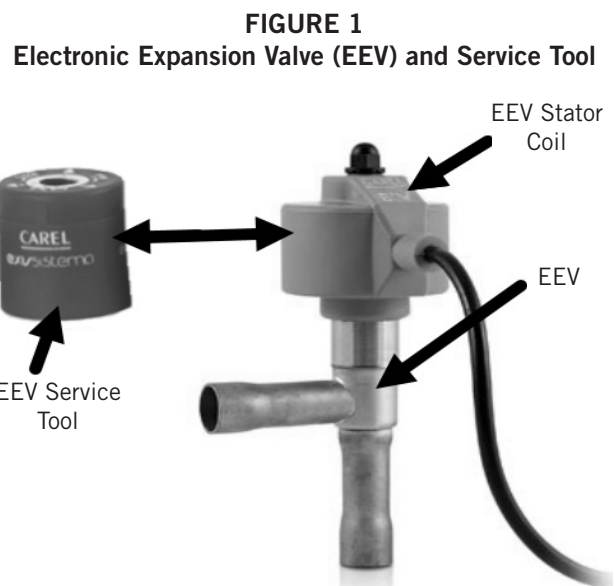 FIGURE 1
Electronic Expansion Valve (EEV) and Service Tool
EEV Stator
Coil
CAREL
sistema
EEV
EEV Service
Tool